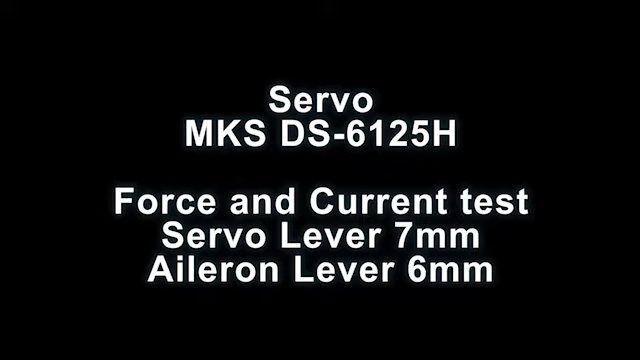 Servo
MKS DS-6125H
Force and Current test
Servo Lever 7mm
Aileron Lever 6mm